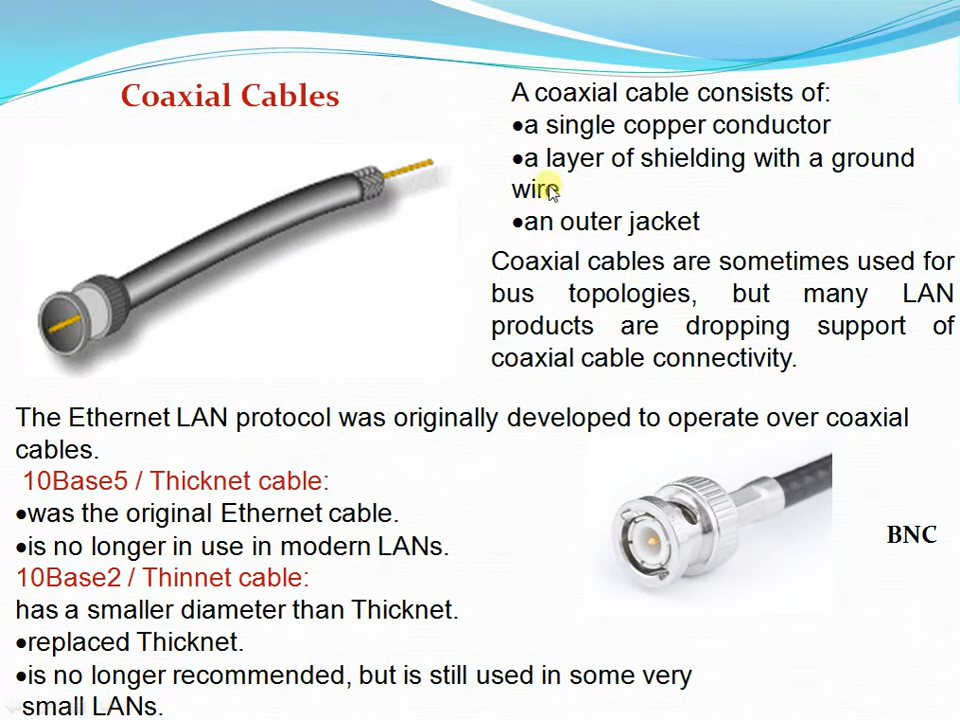 Coaxial Cables
A coaxial cable consists of:
•a single copper conductor
•a layer of shielding with a ground
wire
•an outer jacket
Coaxial cables are sometimes used for
bus topologies, but many LAN
products are dropping support of
coaxial cable connectivity.
The Ethernet LAN protocol was originally developed to operate over coaxial
cables.
10Base5 / Thicknet cable:
•was the original Ethernet cable.
•is no longer in use in modern LANs.
10Base2 / Thinnet cable:
has a smaller diameter than Thicknet.
•replaced Thicknet.
•is no longer recommended, but is still used in some very
small LANs.
BNC